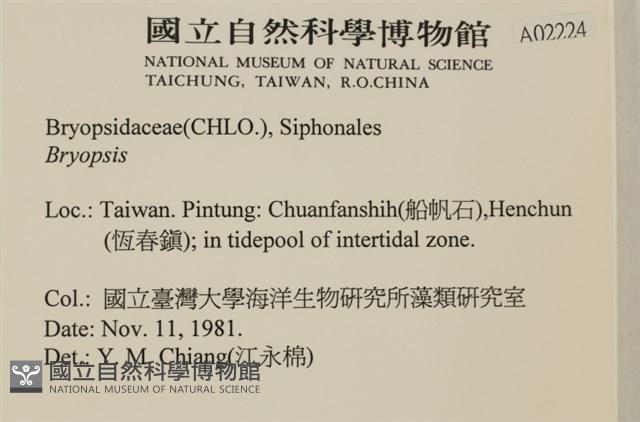 國立自然科學博物館
A02224
NATIONAL MUSEUM OF NATURAL SCIENCE
TAICHUNG, TAIWAN, R.O.CHINA
Bryopsidaceae(CHLO.), Siphonales
Bryopsis
Loc.: Taiwan. Pintung: Chuanfanshih(船帆石),Henchun
(恆春鎮); in tidepool of intertidal zone.
Col.: 國立臺灣大學海洋生物研究所藻類研究室
Date: Nov. 11, 1981.
Det.: Y. M. Chiang(江永棉)
國立自然科學博物館
NATIONAL MUSEUM OF NATURAL SCIENCE